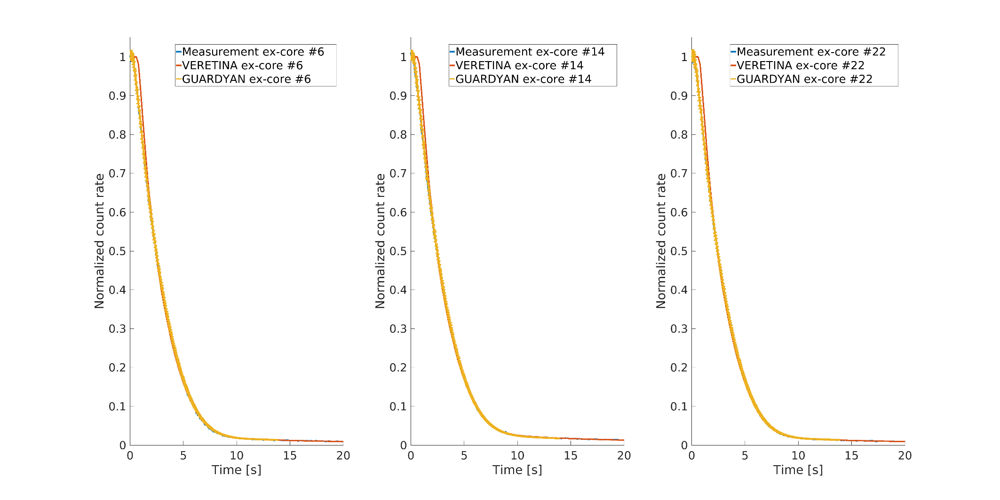 Measurement ex-core #6
VERETINA ex-core #6
GUARDYAN ex-core #6
1
0.9
0.8
0.7
0.6
0.5
0.4
0.3
0.2
0.1
0
Normalized count rate
0 5 10 15 20
Time [s]
Measurement ex-core #14
VERETINA ex-core #14
GUARDYAN ex-core #14
1
0.9
0.8
0.7
0.6
0.5
0.4
0.3
0.2
0.1
0
Normalized count rate
0 5 10 15 20
Time [s]
Measurement ex-core #22
VERETINA ex-core #22
GUARDYAN ex-core #22
1
0.9
0.8
0.7
0.6
0.5
0.4
0.3
0.2
0.1
0
Normalized count rate
0 5 10 15 20
Time [s]